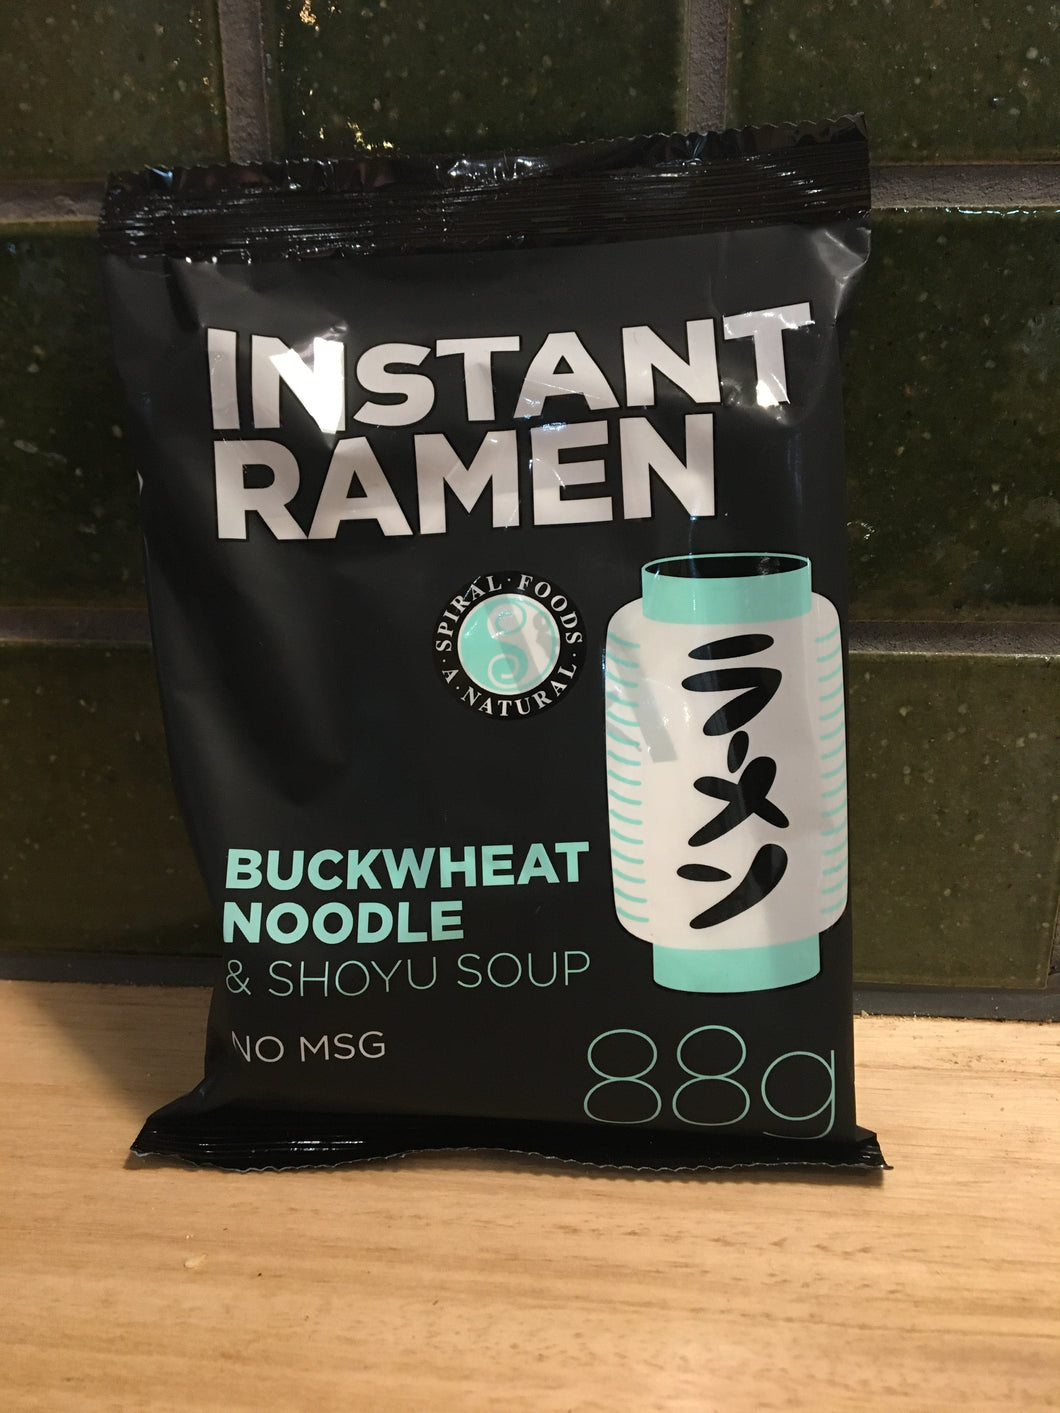 INSTANT
RAMEN
SPIRAL · FOODS · A · NATURAL ·
ラーメン
BUCKWHEAT
NOODLE
& SHOYU SOUP
NO MSG
88g